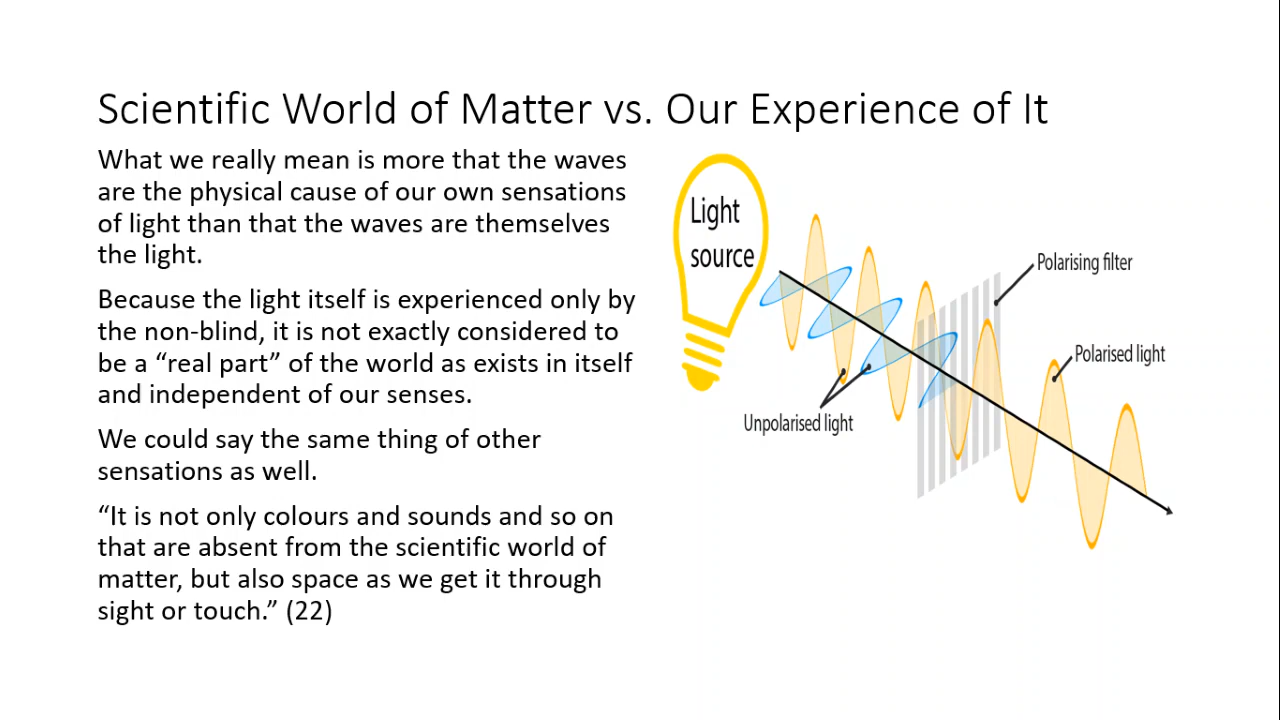 Scientific World of Matter vs. Our Experience of It
What we really mean is more that the waves
are the physical cause of our own sensations
of light than that the waves are themselves
the light.
Because the light itself is experienced only by
the non-blind, it is not exactly considered to
be a “real part” of the world as exists in itself
and independent of our senses.
We could say the same thing of other
sensations as well.
“It is not only colours and sounds and so on
that are absent from the scientific world of
matter, but also space as we get it through
sight or touch.” (22)
Light
source
Polarising filter
Polarised light
Unpolarised light